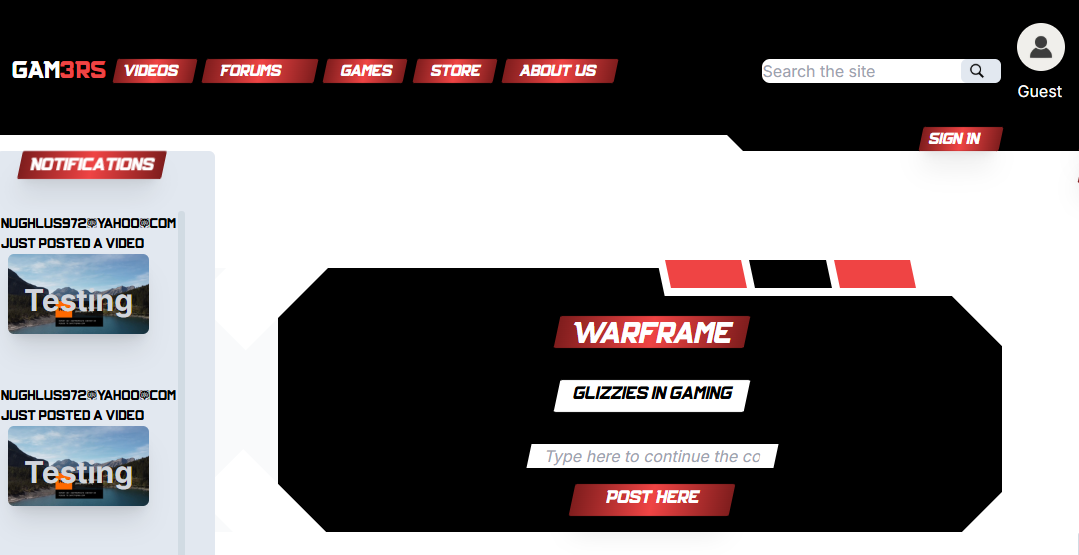 GAM3RS
VIDEOS
FORUMS
GAMES
STORE
ABOUT US
Search the site
Guest
SIGN IN
NOTIFICATIONS
NUGHLUS972@YAHOO@COM
JUST POSTED A VIDEO
Testing
NUGHLUS972@YAHOO@COM
JUST POSTED A VIDEO
Testing
WARFRAME
GLIZZIES IN GAMING
Type here to continue the co
POST HERE